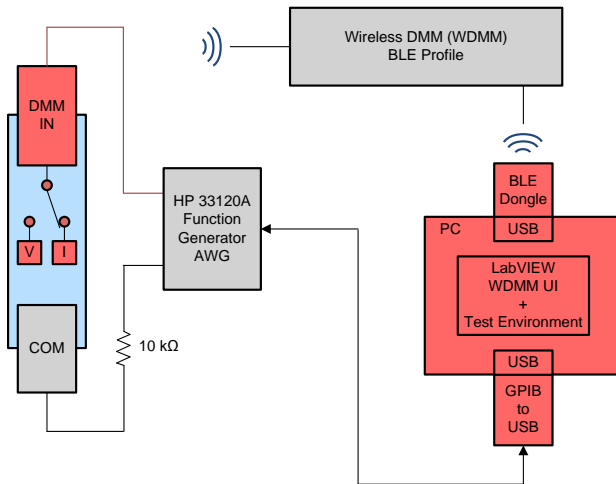 Wireless DMM (WDMM)
BLE Profile
DMM
IN
V
I
COM
HP 33120A
Function
Generator
AWG
10 kΩ
BLE
Dongle
USB
PC
LabVIEW
WDMM UI
+
Test Environment
USB
GPIB
to
USB